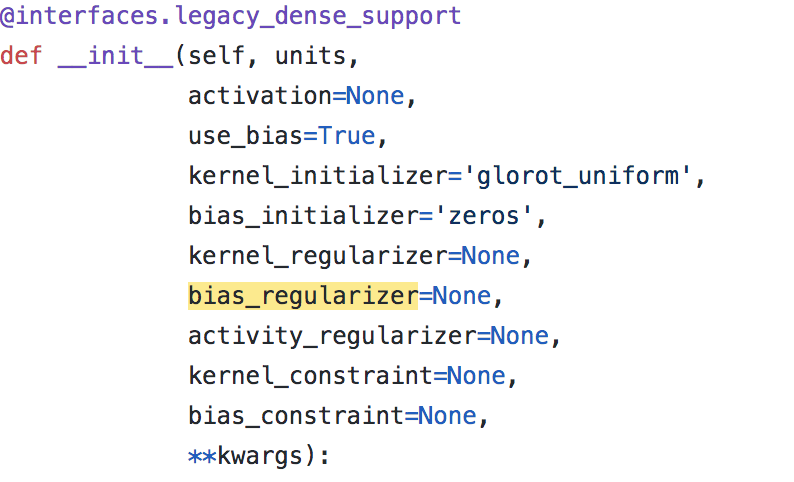 @interfaces.legacy_dense_support
def __init__(self, units,
activation=None,
use_bias=True,
kernel_initializer='glorot_uniform',
bias_initializer='zeros',
kernel_regularizer=None,
bias_regularizer=None,
activity_regularizer=None,
kernel_constraint=None,
bias_constraint=None,
**kwargs):